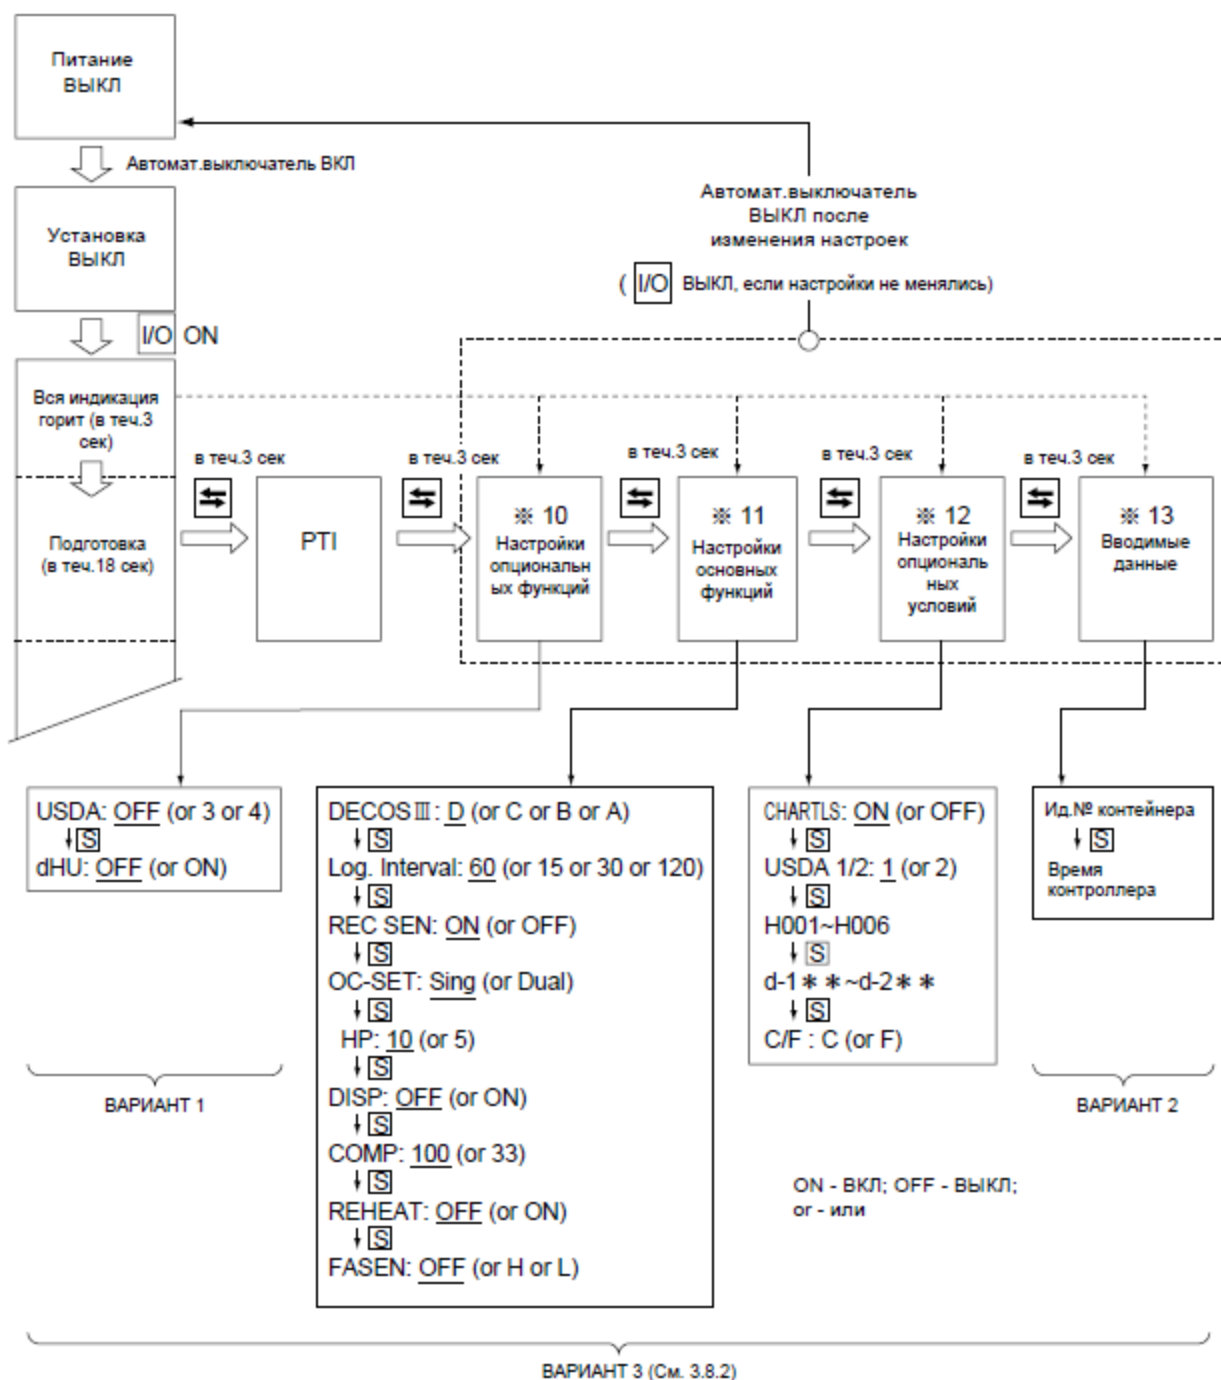 Питание
ВЫКЛ
Автомат.выключатель ВКЛ
Установка
ВЫКЛ
I/O ON
Автомат.выключатель
ВЫКЛ после
изменения настроек
( I/O ВЫКЛ, если настройки не менялись)
Вся индикация
горит (в теч.3
сек)
Подготовка
(в теч.18 сек)
в теч.3 сек
PTI
в теч.3 сек
※ 10
Настройки
опциональн
ых функций
в теч.3 сек
※ 11
Настройки
основных
функций
в теч.3 сек
※ 12
Настройки
опциональ
ных
условий
в теч.3 сек
※ 13
Вводимые
данные
USDA: OFF (or 3 or 4)
S
dHU: OFF (or ON)
ВАРИАНТ 1
DECOSⅢ: D (or C or B or A)
S
Log. Interval: 60 (or 15 or 30 or 120)
S
REC SEN: ON (or OFF)
S
OC-SET: Sing (or Dual)
S
HP: 10 (or 5)
S
DISP: OFF (or ON)
S
COMP: 100 (or 33)
S
REHEAT: OFF (or ON)
S
FASEN: OFF (or H or L)
CHARTLS: ON (or OFF)
S
USDA 1/2: 1 (or 2)
S
H001~H006
S
d-1＊＊~d-2＊＊
S
C/F : C (or F)
Ид.№ контейнера
S
Время
контроллера
ВАРИАНТ 2
ON - ВКЛ; OFF - ВЫКЛ;
or - или
ВАРИАНТ 3 (См. 3.8.2)